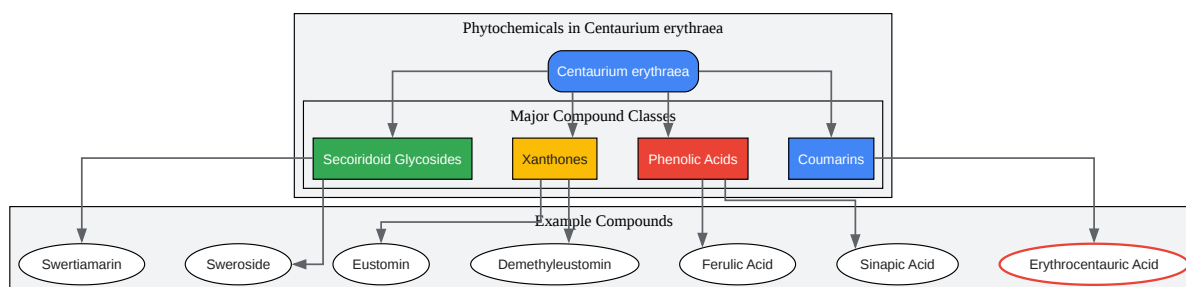 Phytochemicals in Centaurium erythraea
Centaurium erythraea
Major Compound Classes
Secoiridoid Glycosides
Xanthones
Phenolic Acids
Coumarins
Example Compounds
Swertiamarin
Sweroside
Eustomin
Demethyleustomin
Ferulic Acid
Sinapic Acid
Erythrocentauric Acid